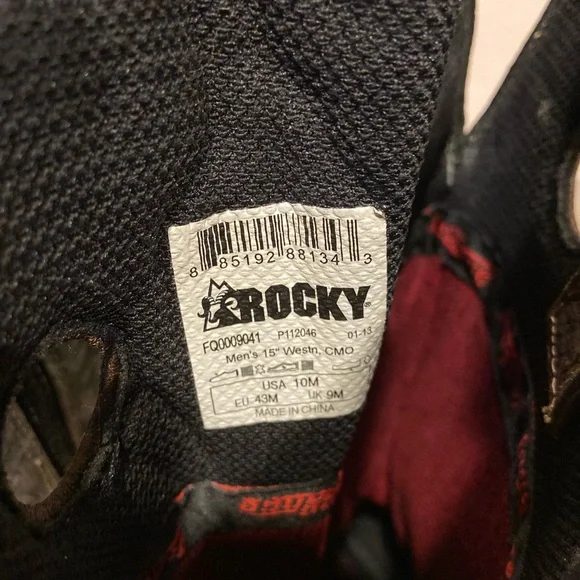 8 85192 88134 3
ROCKY
FQ0009041 P112046 01-13
Men's 15" Westn, CMO
USA 10M
EU 43M UK 9M
MADE IN CHINA